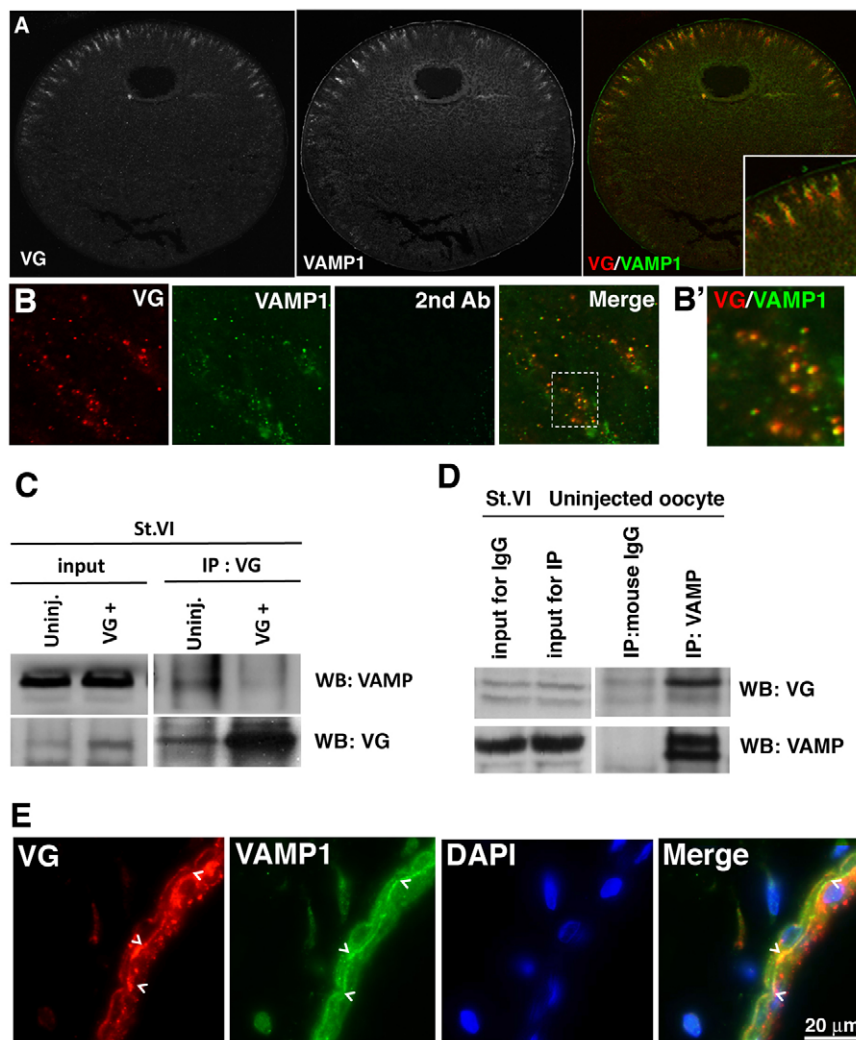 A
VG
VAMP1
VG/VAMP1
B
VG
VAMP1
2nd Ab
Merge
B'
VG/VAMP1
C
St.VI
input
IP : VG
Uninj.
VG +
Uninj.
VG +
WB: VAMP
WB: VG
D
St.VI Uninjected oocyte
input for IgG
input for IP
IP:mouse IgG
IP: VAMP
WB: VG
WB: VAMP
E
VG
VAMP1
DAPI
Merge
20 μm